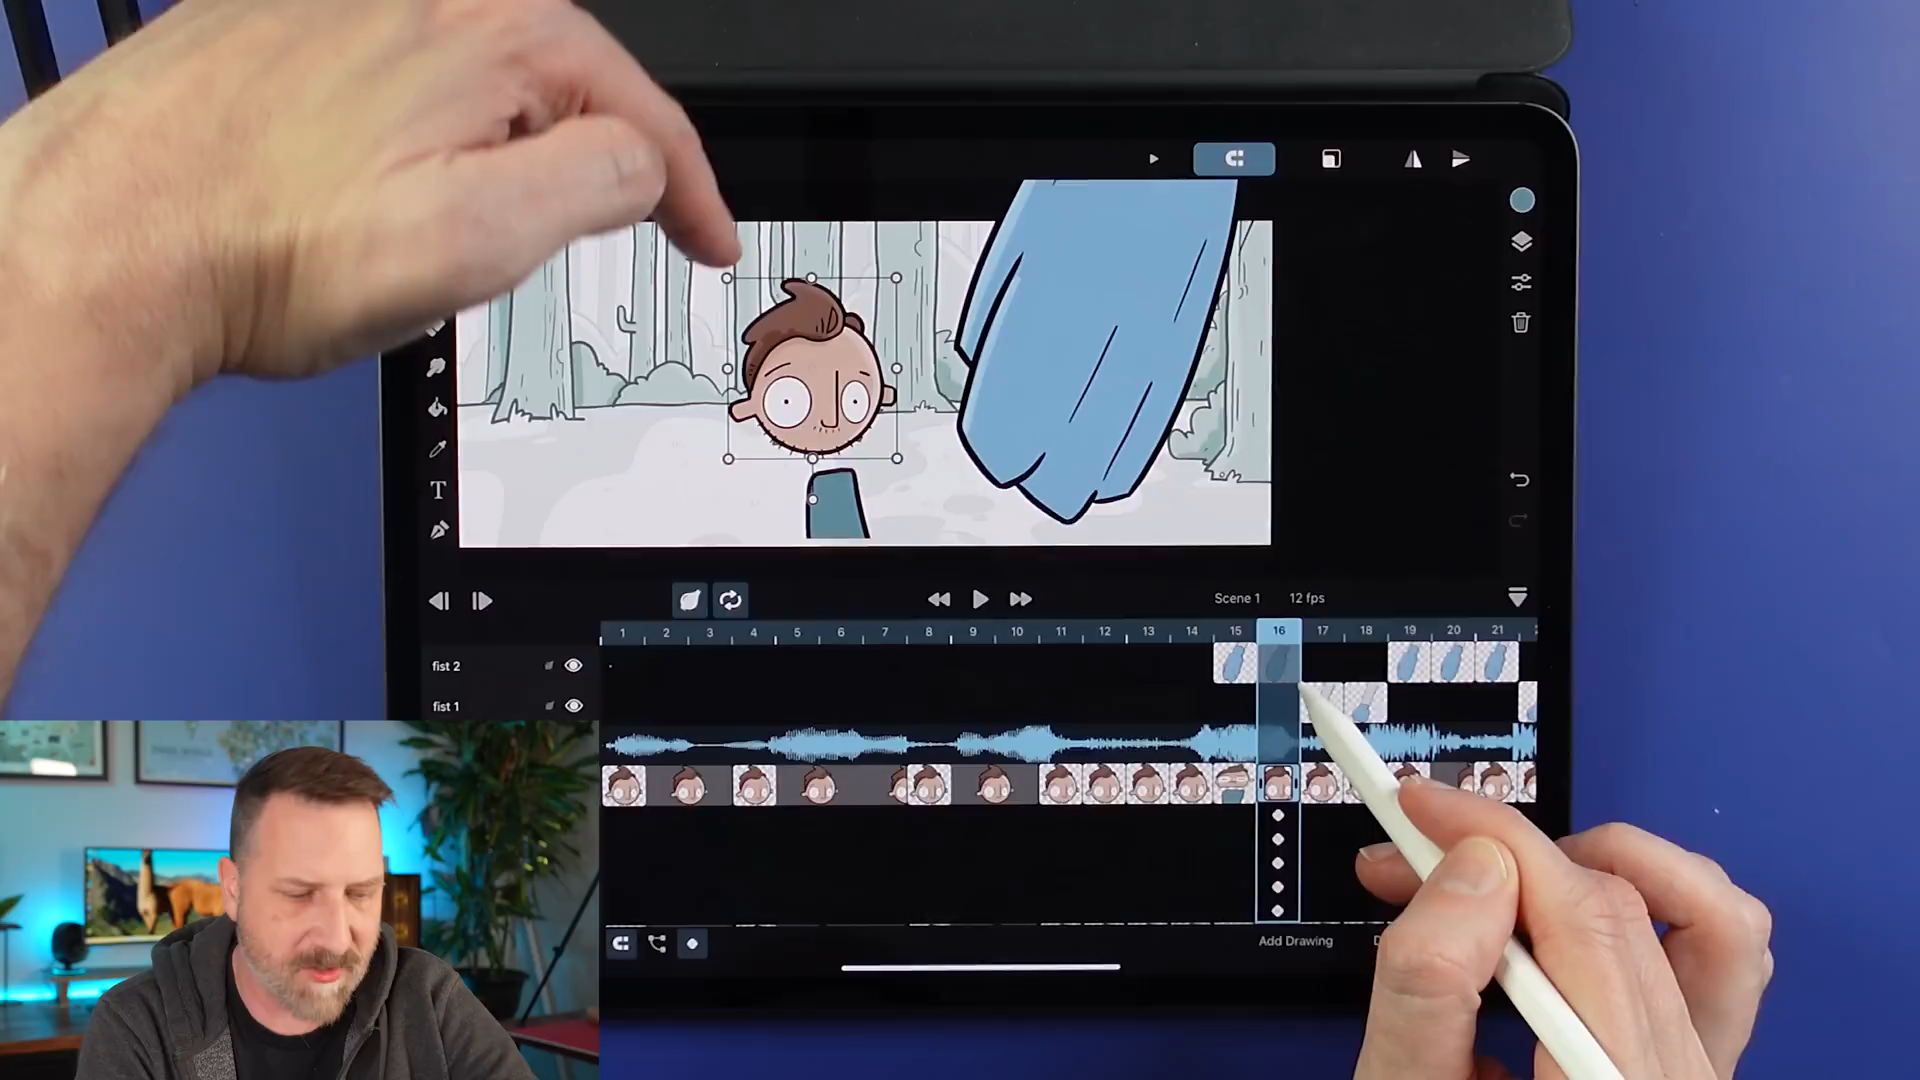 T
Scene 1 12 fps
1 2 3 4 5 6 7 8 9 10 11 12 13 14 15 16 17 18 19 20 21
fist 2
fist 1
Add Drawing